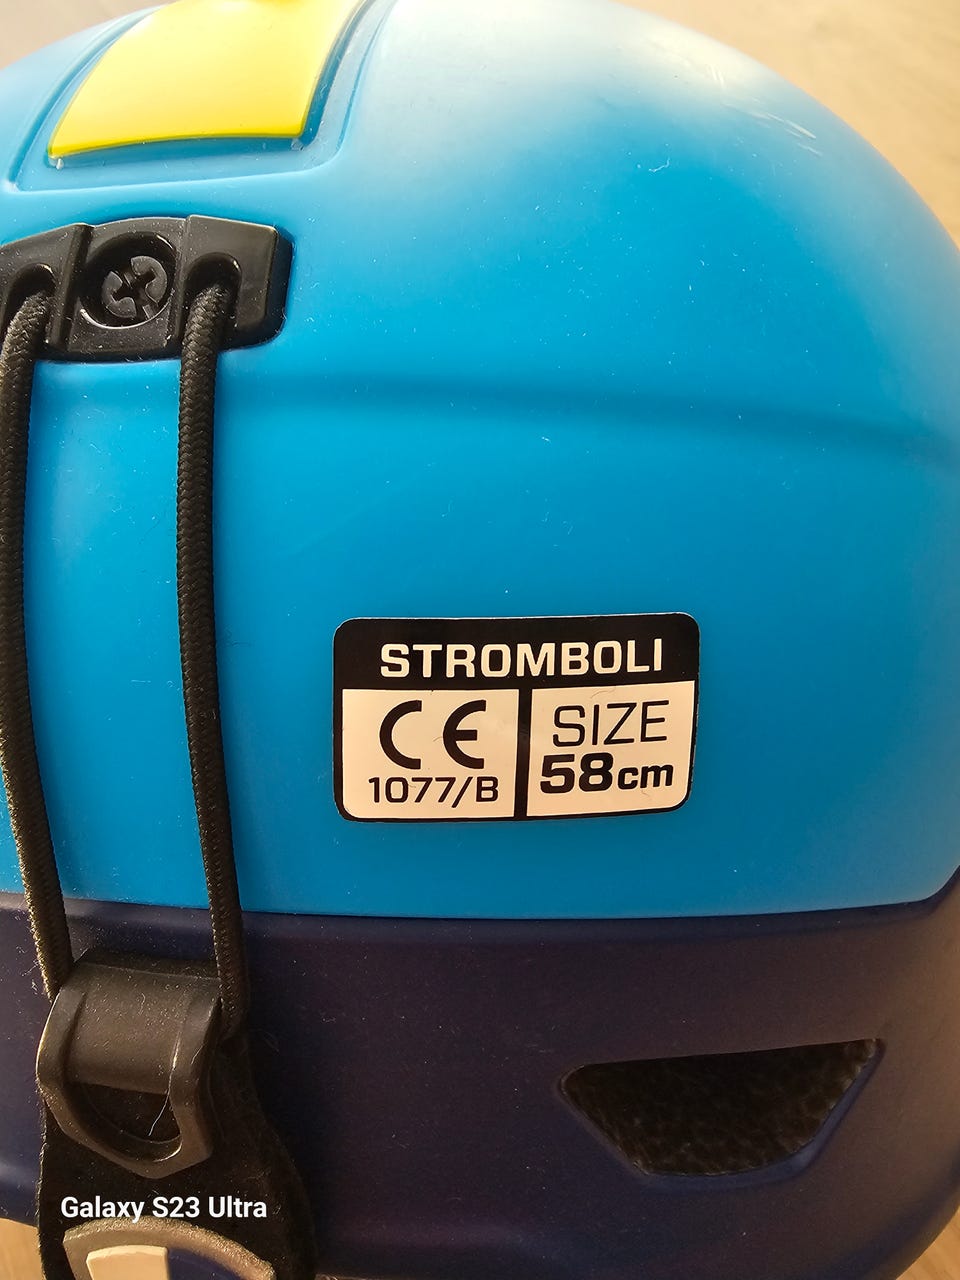 STROMBOLI
CE
1077/B
SIZE
58cm
Galaxy S23 Ultra